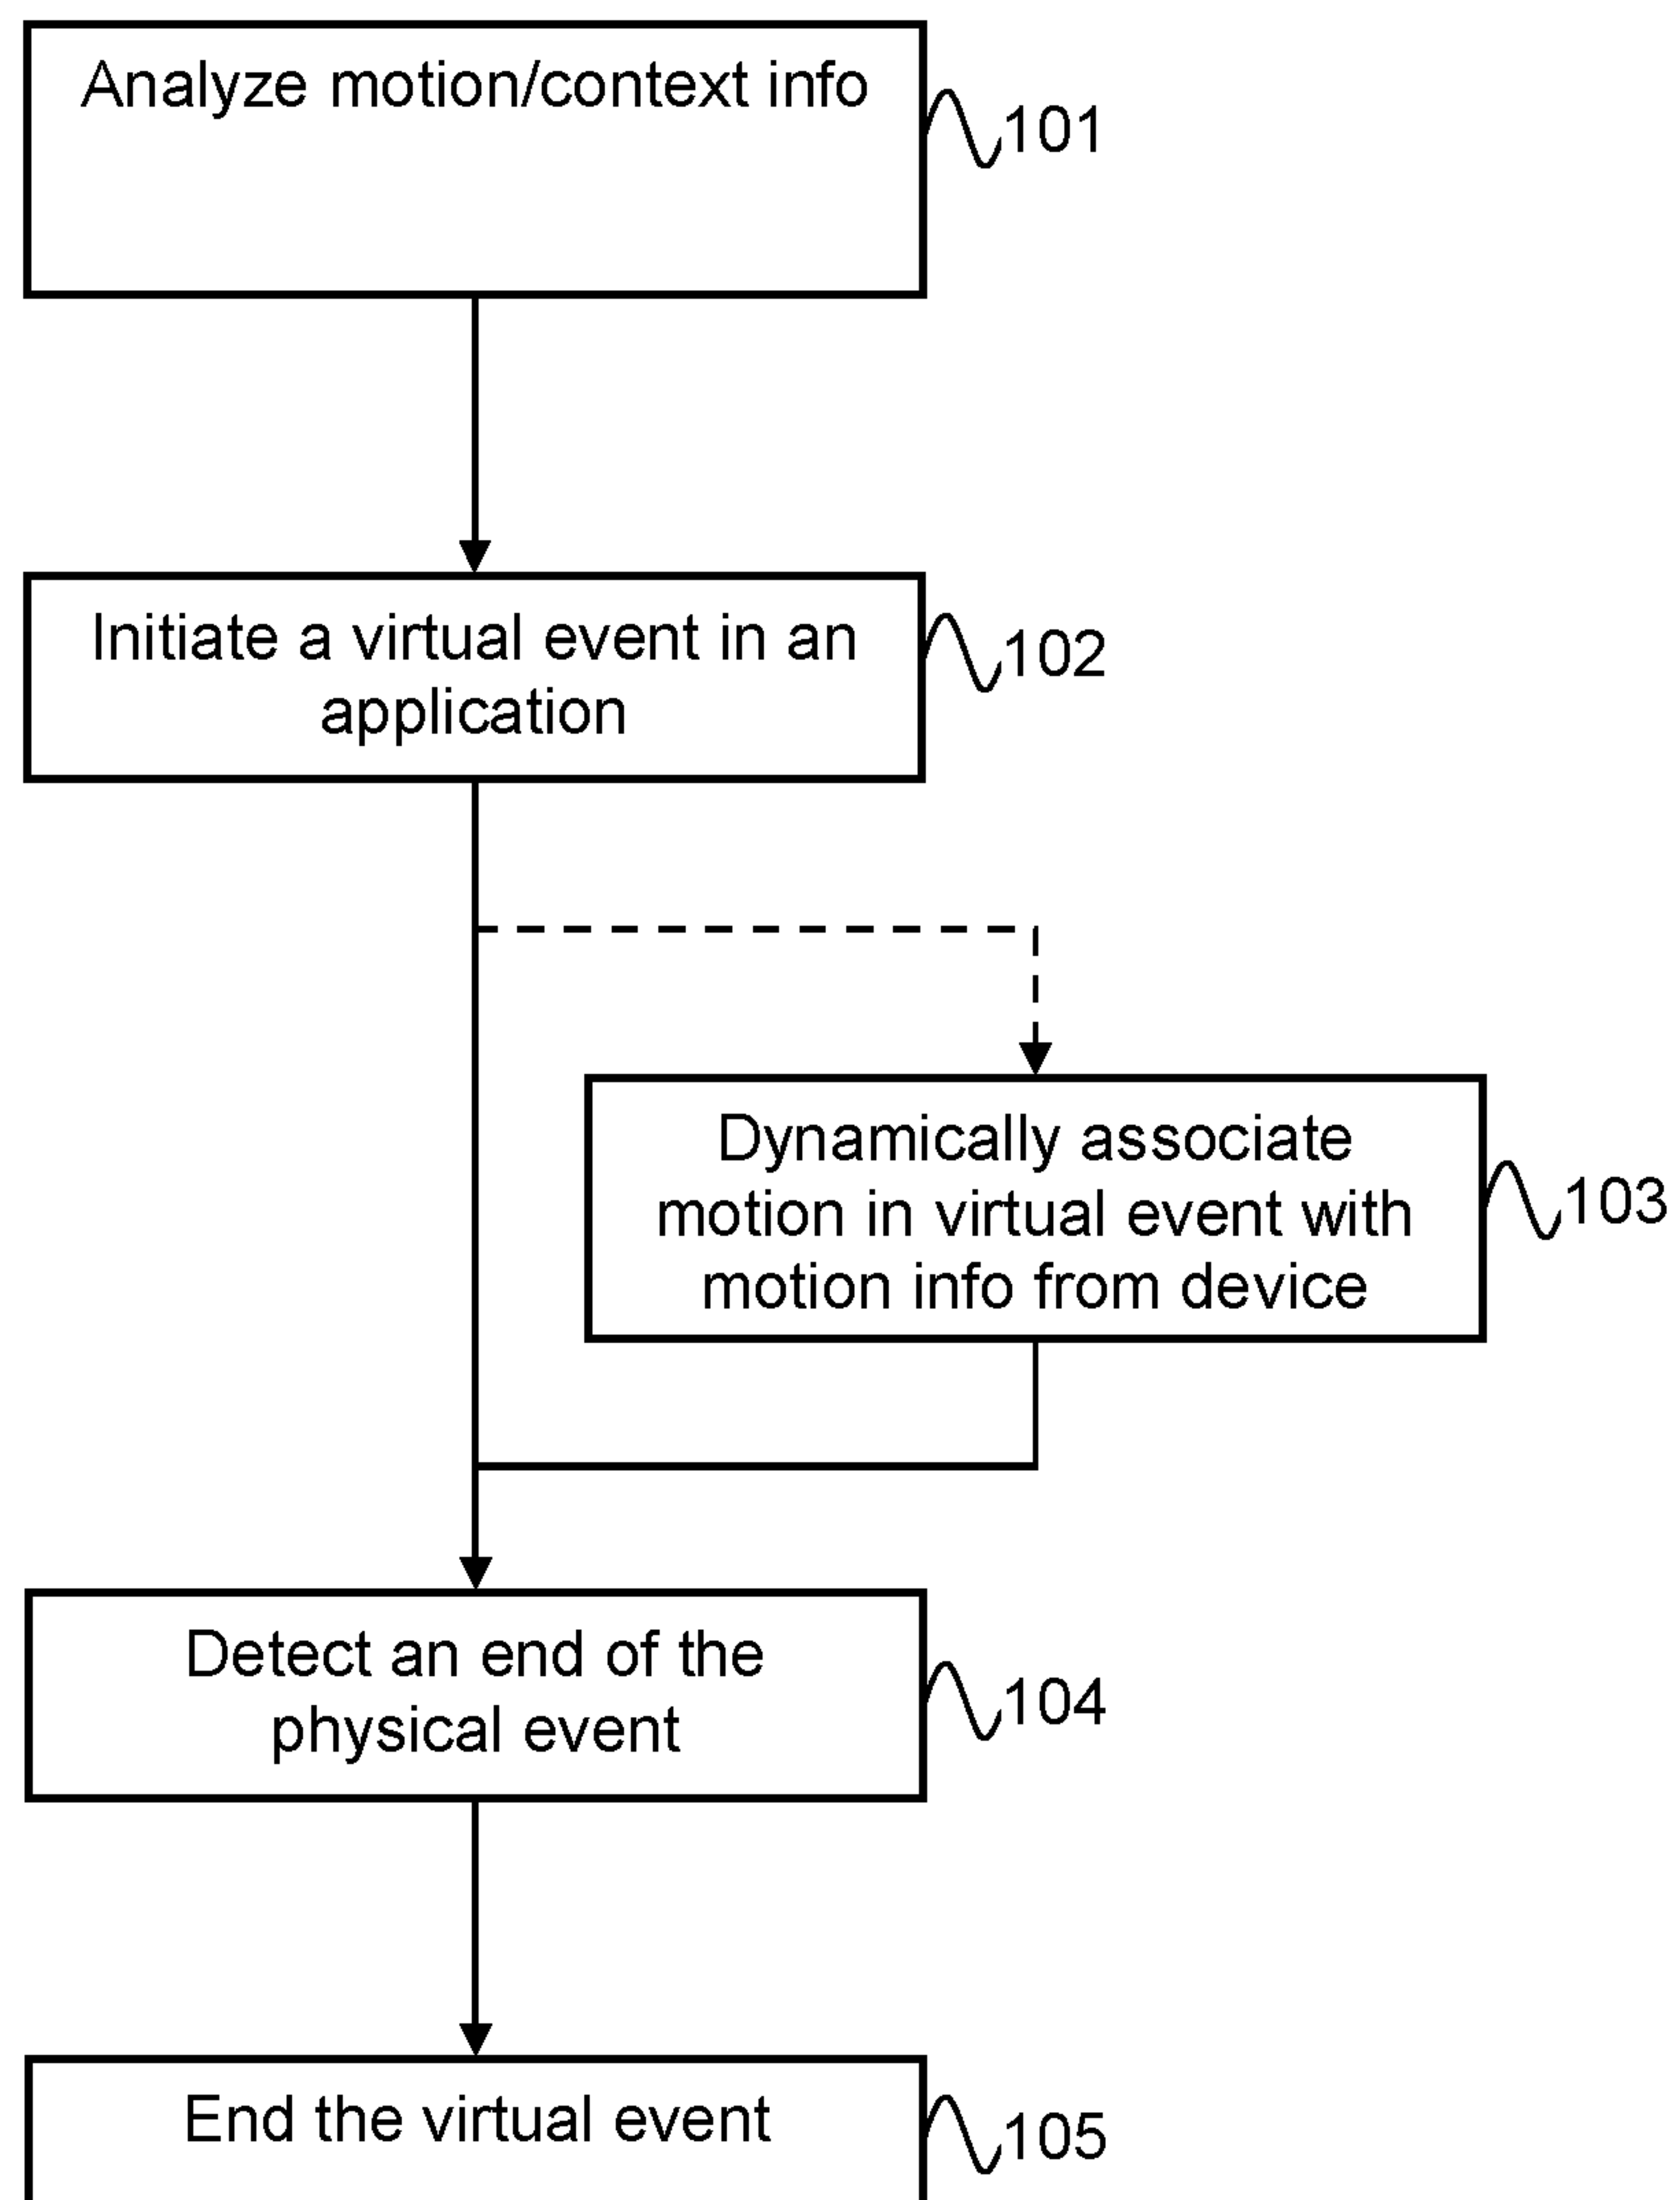 Analyze motion/context info
101
Initiate a virtual event in an
application
102
Dynamically associate
motion in virtual event with
motion info from device
103
Detect an end of the
physical event
104
End the virtual event
105